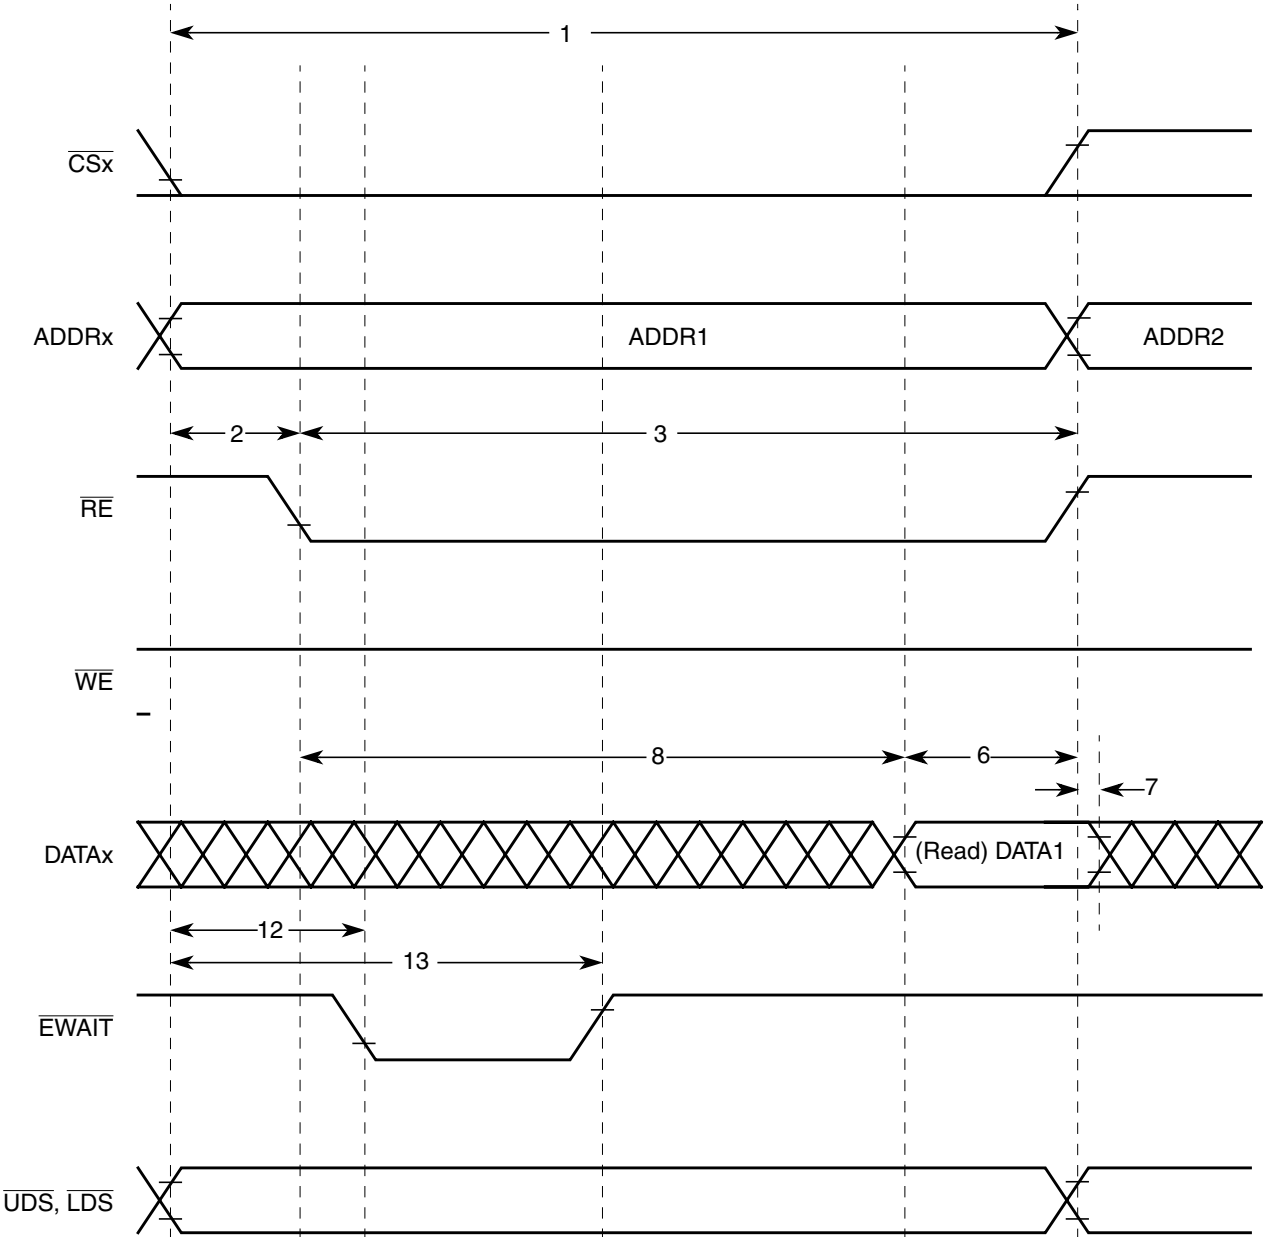 1
CSx
ADDRx
ADDR1
ADDR2
2
3
RE
WE
8
6
7
DATAx
(Read) DATA1
12
13
EWAIT
UDS, LDS